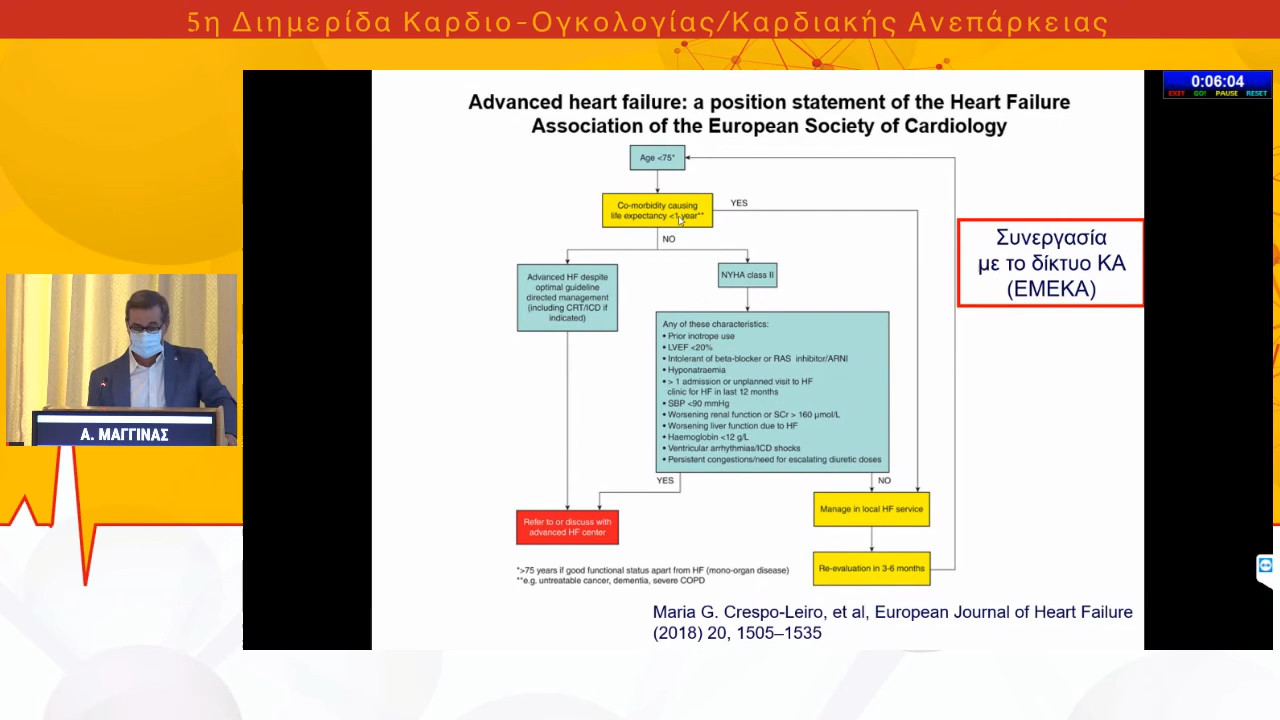 5η Διημερίδα Καρδιο-Ογκολογίας/Καρδιακής Ανεπάρκειας
0:06:04
EXIT GO! PAUSE RESET
Advanced heart failure: a position statement of the Heart Failure
Association of the European Society of Cardiology
Age <75*
Co-morbidity causing
life expectancy <1 year**
YES
NO
Συνεργασία
με το δίκτυο ΚΑ
(ΕΜΕΚΑ)
Advanced HF despite
optimal guideline
directed management
(including CRT/ICD if
indicated)
NYHA class II
Any of these characteristics:
• Prior inotrope use
• LVEF <20%
• Intolerant of beta-blocker or RAS inhibitor/ARNI
• Hyponatraemia
• > 1 admission or unplanned visit to HF
clinic for HF in last 12 months
• SBP <90 mmHg
• Worsening renal function or SCr > 160 µmol/L
• Worsening liver function due to HF
• Haemoglobin <12 g/L
• Ventricular arrhythmias/ICD shocks
• Persistent congestions/need for escalating diuretic doses
YES
NO
Refer to or discuss with
advanced HF center
Manage in local HF service
Re-evaluation in 3-6 months
*>75 years if good functional status apart from HF (mono-organ disease)
**e.g. untreatable cancer, dementia, severe COPD
Maria G. Crespo-Leiro, et al, European Journal of Heart Failure
(2018) 20, 1505–1535
Α. ΜΑΓΓΙΝΑΣ